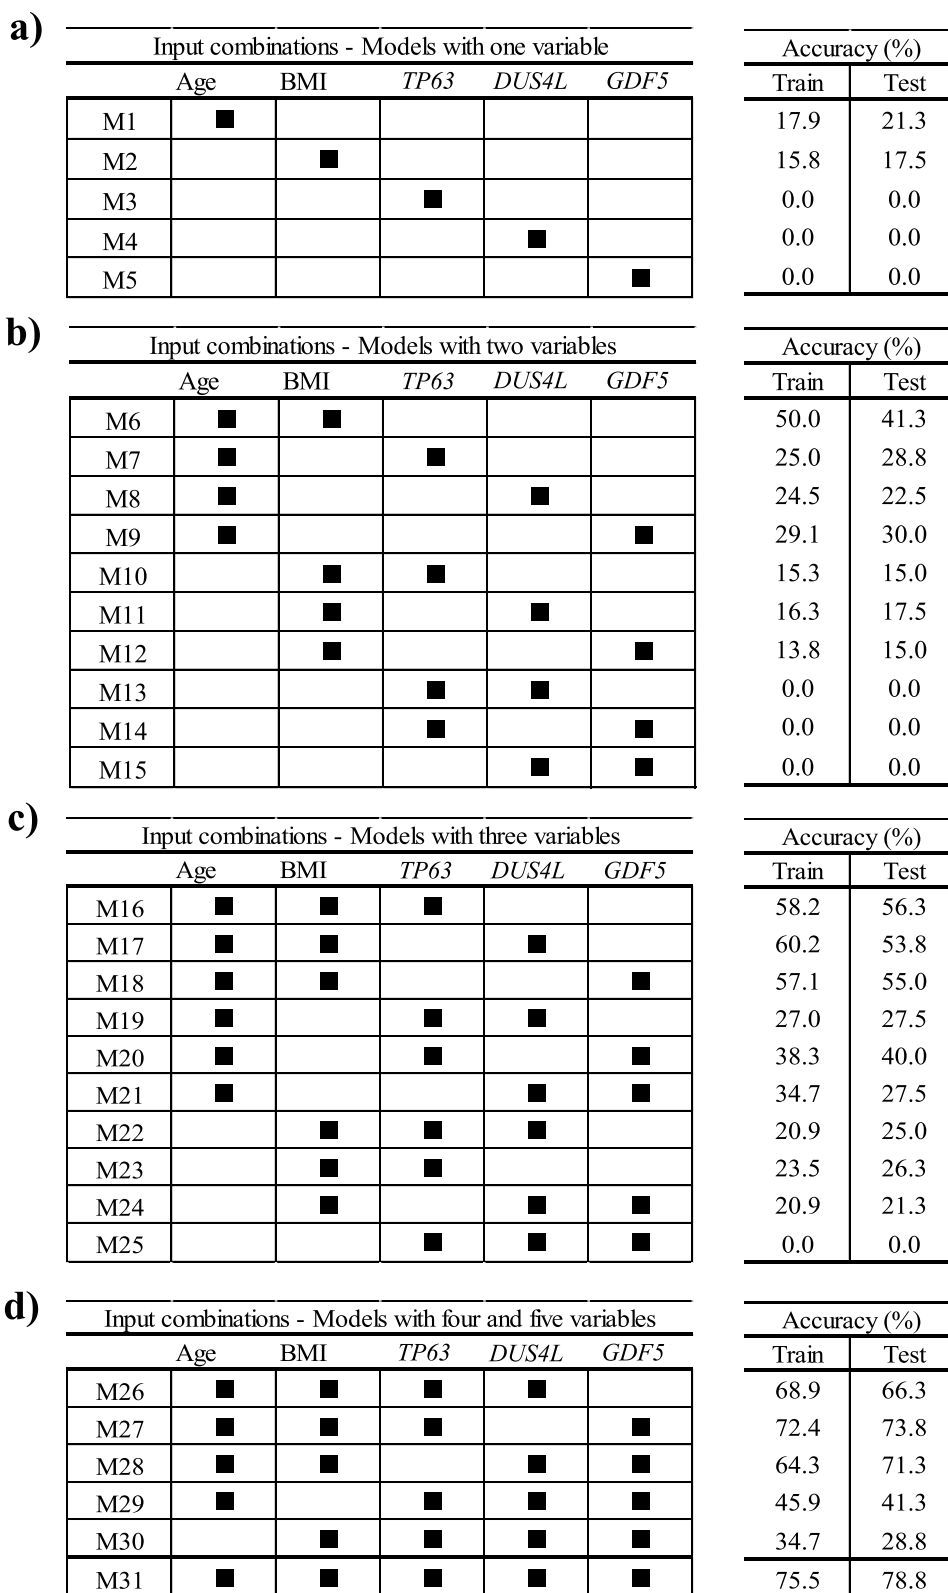 a)
Input combinations - Models with one variable Accuracy (%)
Age BMI TP63 DUS4L GDF5 Train Test
M1 ■ 17.9 21.3
M2 ■ 15.8 17.5
M3 ■ 0.0 0.0
M4 ■ 0.0 0.0
M5 ■ 0.0 0.0
b)
Input combinations - Models with two variables Accuracy (%)
Age BMI TP63 DUS4L GDF5 Train Test
M6 ■ ■ 50.0 41.3
M7 ■ ■ 25.0 28.8
M8 ■ ■ 24.5 22.5
M9 ■ ■ 29.1 30.0
M10 ■ ■ 15.3 15.0
M11 ■ ■ 16.3 17.5
M12 ■ ■ 13.8 15.0
M13 ■ ■ 0.0 0.0
M14 ■ ■ 0.0 0.0
M15 ■ ■ 0.0 0.0
c)
Input combinations - Models with three variables Accuracy (%)
Age BMI TP63 DUS4L GDF5 Train Test
M16 ■ ■ ■ 58.2 56.3
M17 ■ ■ ■ 60.2 53.8
M18 ■ ■ ■ 57.1 55.0
M19 ■ ■ ■ 27.0 27.5
M20 ■ ■ ■ 38.3 40.0
M21 ■ ■ ■ 34.7 27.5
M22 ■ ■ ■ 20.9 25.0
M23 ■ ■ 23.5 26.3
M24 ■ ■ ■ 20.9 21.3
M25 ■ ■ ■ 0.0 0.0
d)
Input combinations - Models with four and five variables Accuracy (%)
Age BMI TP63 DUS4L GDF5 Train Test
M26 ■ ■ ■ ■ 68.9 66.3
M27 ■ ■ ■ ■ 72.4 73.8
M28 ■ ■ ■ ■ 64.3 71.3
M29 ■ ■ ■ ■ 45.9 41.3
M30 ■ ■ ■ ■ 34.7 28.8
M31 ■ ■ ■ ■ ■ 75.5 78.8